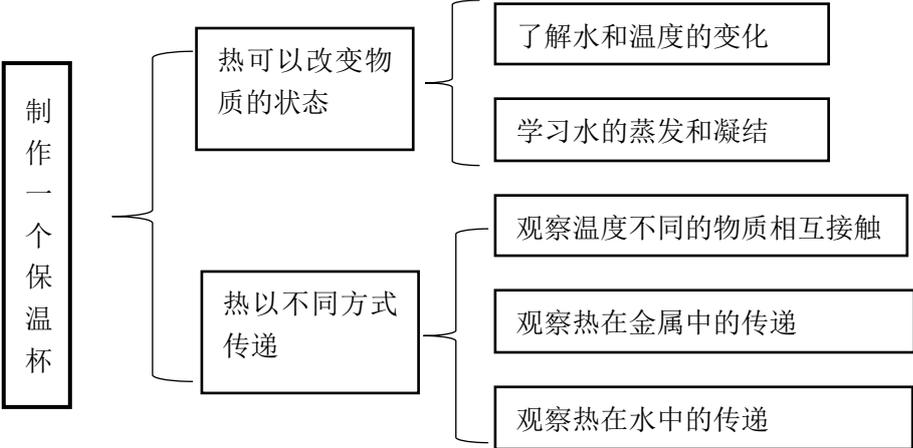 制作一个保温杯
热可以改变物
质的状态
了解水和温度的变化
学习水的蒸发和凝结
热以不同方式
传递
观察温度不同的物质相互接触
观察热在金属中的传递
观察热在水中的传递